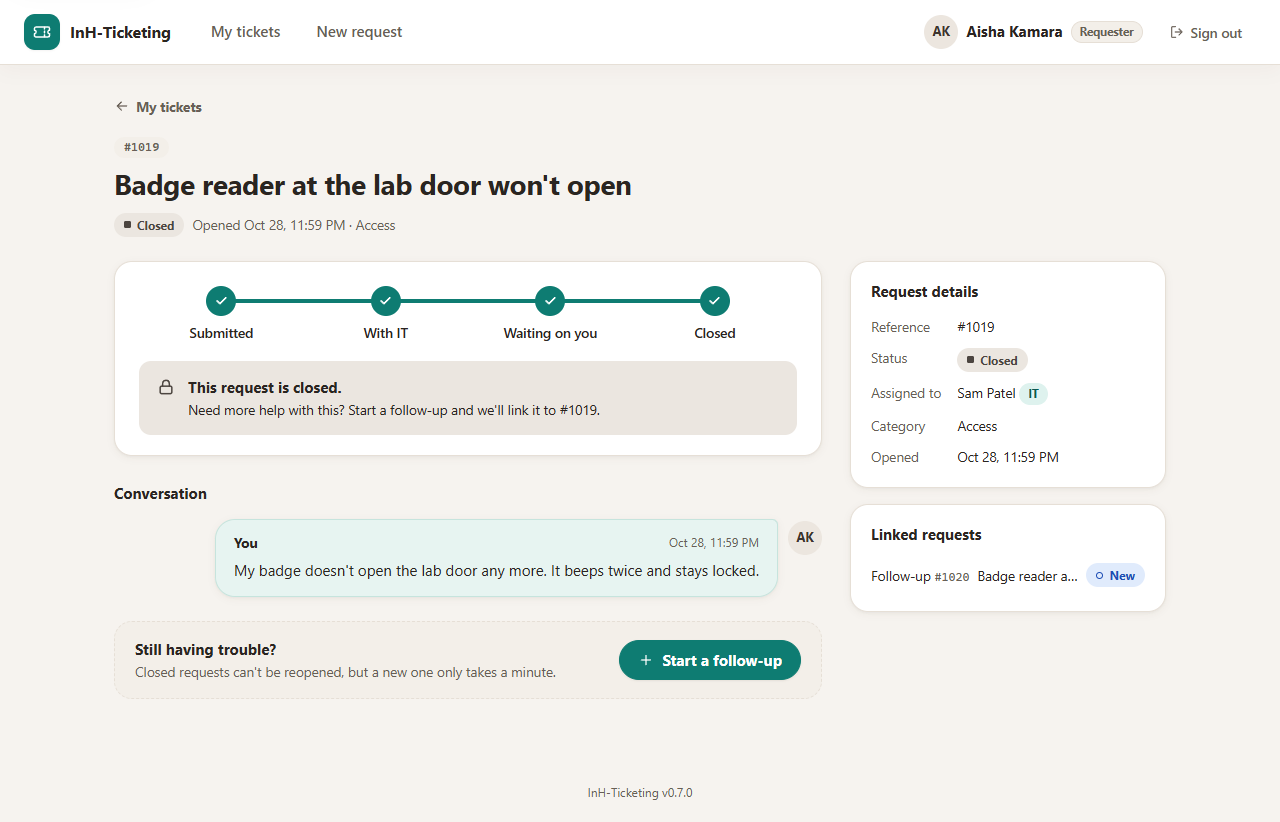 InH-Ticketing My tickets New request AK Aisha Kamara Requester Sign out
My tickets
#1019
Badge reader at the lab door won't open
Closed Opened Oct 28, 11:59 PM · Access
Submitted With IT Waiting on you Closed
This request is closed.
Need more help with this? Start a follow-up and we'll link it to #1019.
Conversation
You Oct 28, 11:59 PM
My badge doesn't open the lab door any more. It beeps twice and stays locked.
AK
Still having trouble?
Closed requests can't be reopened, but a new one only takes a minute.
Start a follow-up
Request details
Reference #1019
Status Closed
Assigned to Sam Patel IT
Category Access
Opened Oct 28, 11:59 PM
Linked requests
Follow-up #1020 Badge reader a... New
InH-Ticketing v0.7.0